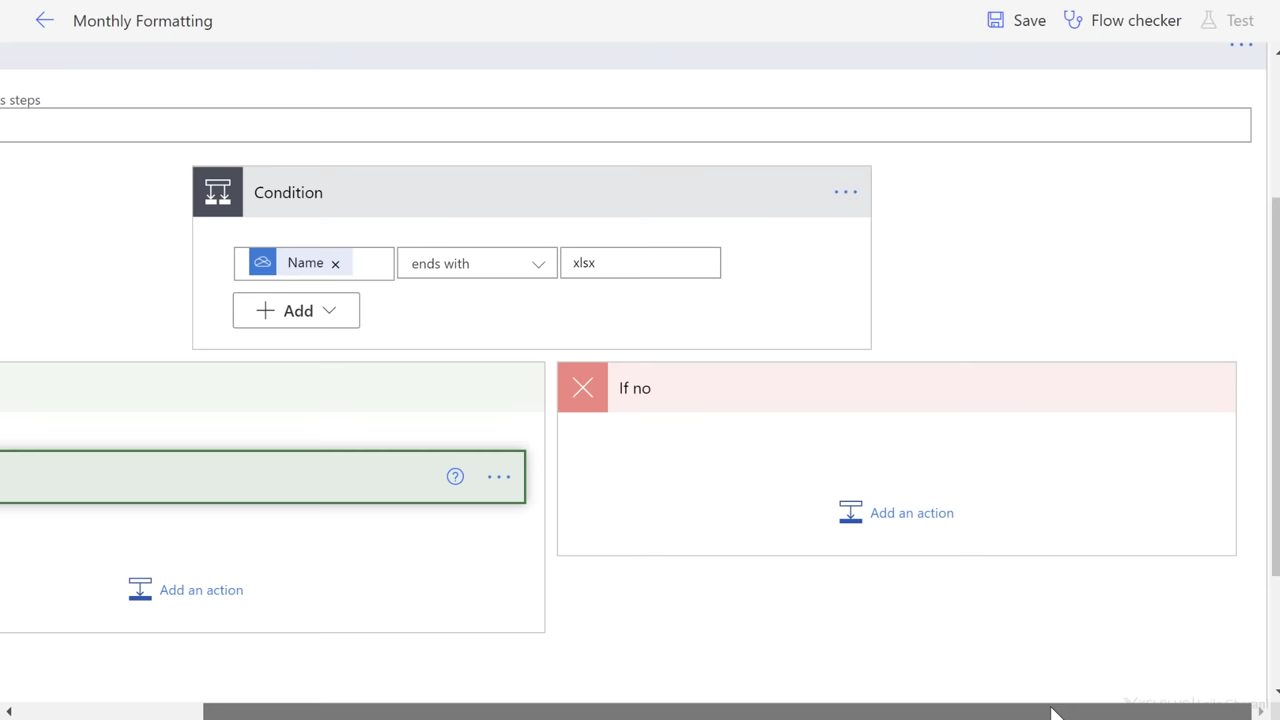 Monthly Formatting
Save
Flow checker
Test
s steps
Condition
Name
ends with
xlsx
Add
If no
Add an action
Add an action